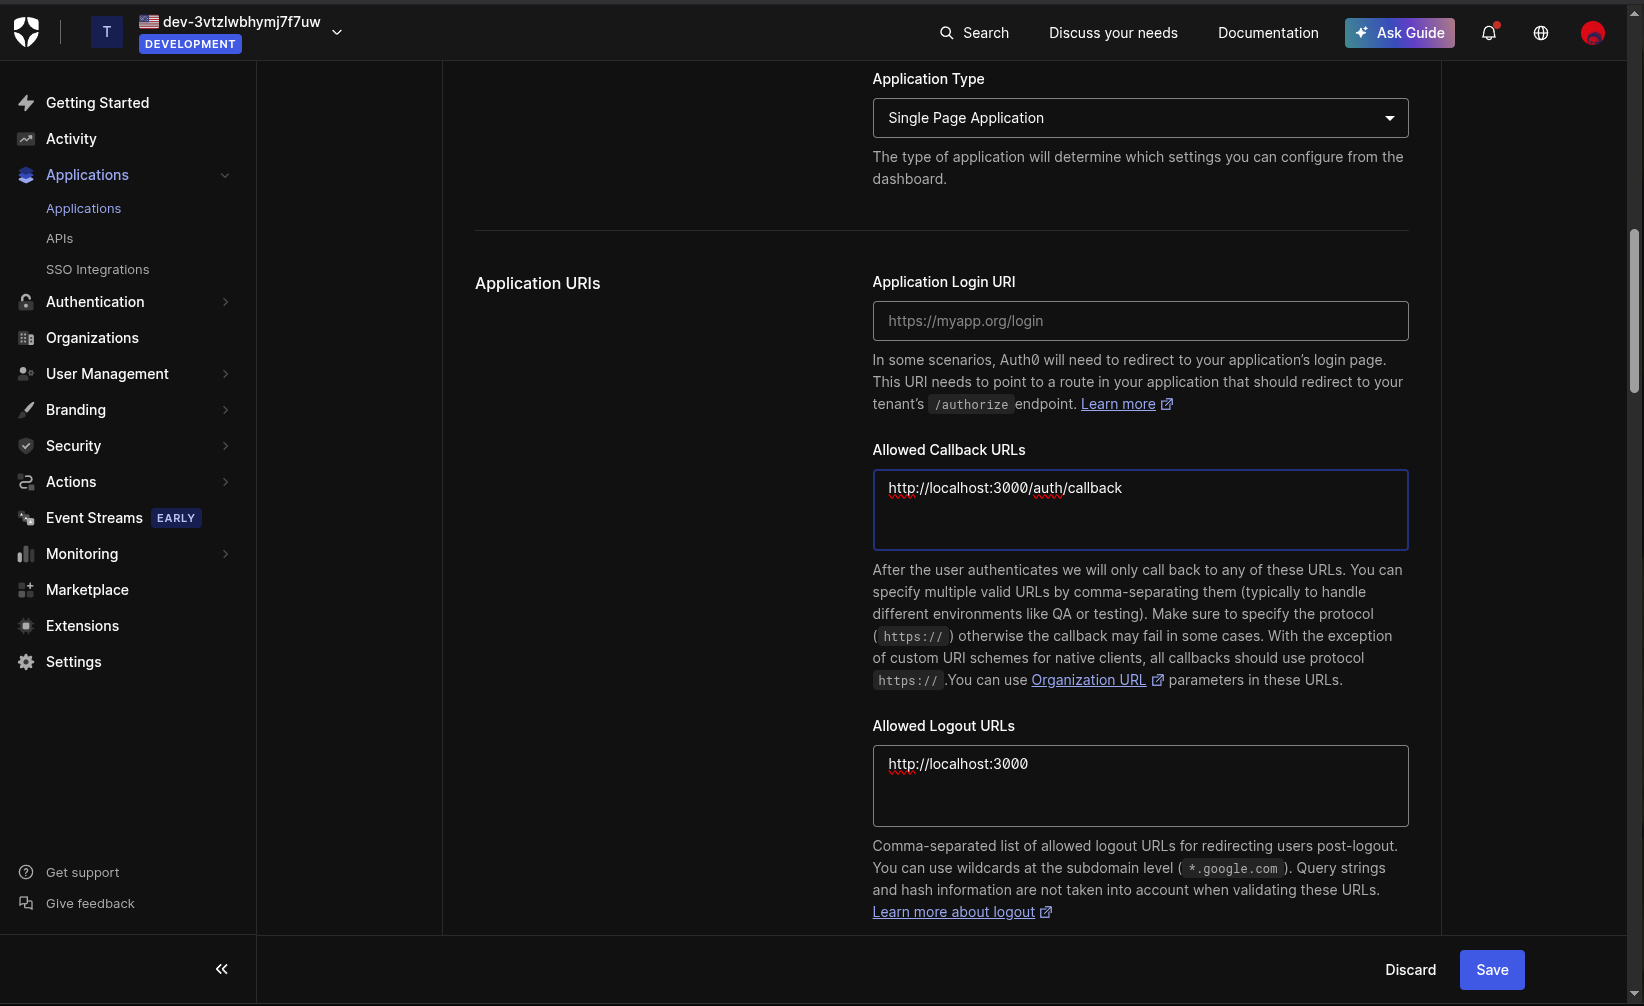 T
dev-3vtzlwbhymj7f7uw
DEVELOPMENT
Search
Discuss your needs
Documentation
Ask Guide
Getting Started
Activity
Applications
Applications
APIs
SSO Integrations
Authentication
Organizations
User Management
Branding
Security
Actions
Event Streams EARLY
Monitoring
Marketplace
Extensions
Settings
Get support
Give feedback
Application Type
Single Page Application
The type of application will determine which settings you can configure from the
dashboard.
Application URIs
Application Login URI
https://myapp.org/login
In some scenarios, Auth0 will need to redirect to your application’s login page.
This URI needs to point to a route in your application that should redirect to your
tenant’s /authorize endpoint. Learn more
Allowed Callback URLs
http://localhost:3000/auth/callback
After the user authenticates we will only call back to any of these URLs. You can
specify multiple valid URLs by comma-separating them (typically to handle
different environments like QA or testing). Make sure to specify the protocol
( https:// ) otherwise the callback may fail in some cases. With the exception
of custom URI schemes for native clients, all callbacks should use protocol
https:// .You can use Organization URL parameters in these URLs.
Allowed Logout URLs
http://localhost:3000
Comma-separated list of allowed logout URLs for redirecting users post-logout.
You can use wildcards at the subdomain level ( *.google.com ). Query strings
and hash information are not taken into account when validating these URLs.
Learn more about logout
Discard
Save